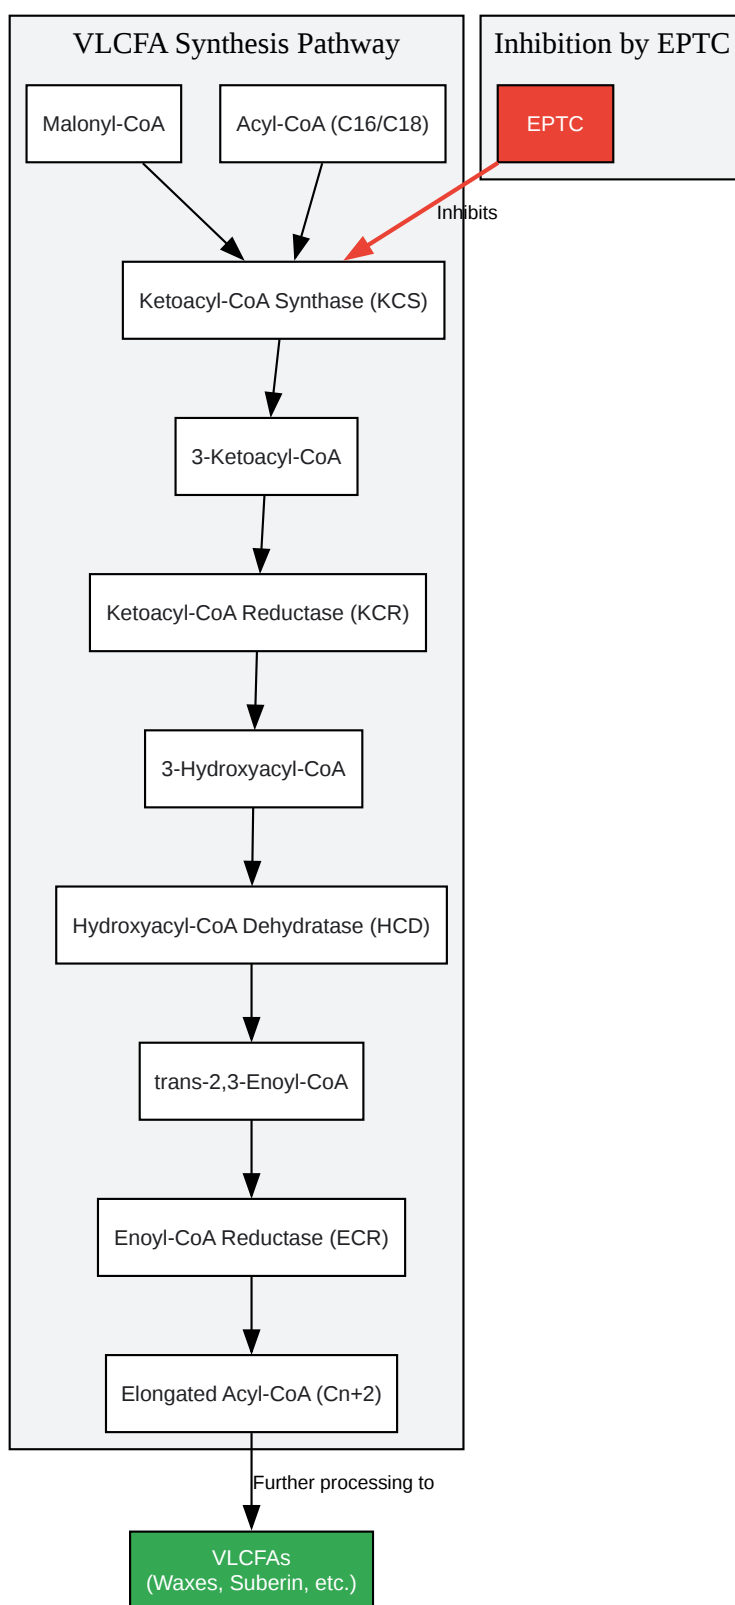 VLCFA Synthesis Pathway
Inhibition by EPTC
Malonyl-CoA
Acyl-CoA (C16/C18)
EPTC
Inhibits
Ketoacyl-CoA Synthase (KCS)
3-Ketoacyl-CoA
Ketoacyl-CoA Reductase (KCR)
3-Hydroxyacyl-CoA
Hydroxyacyl-CoA Dehydratase (HCD)
trans-2,3-Enoyl-CoA
Enoyl-CoA Reductase (ECR)
Elongated Acyl-CoA (Cn+2)
Further processing to
VLCFAs
(Waxes, Suberin, etc.)